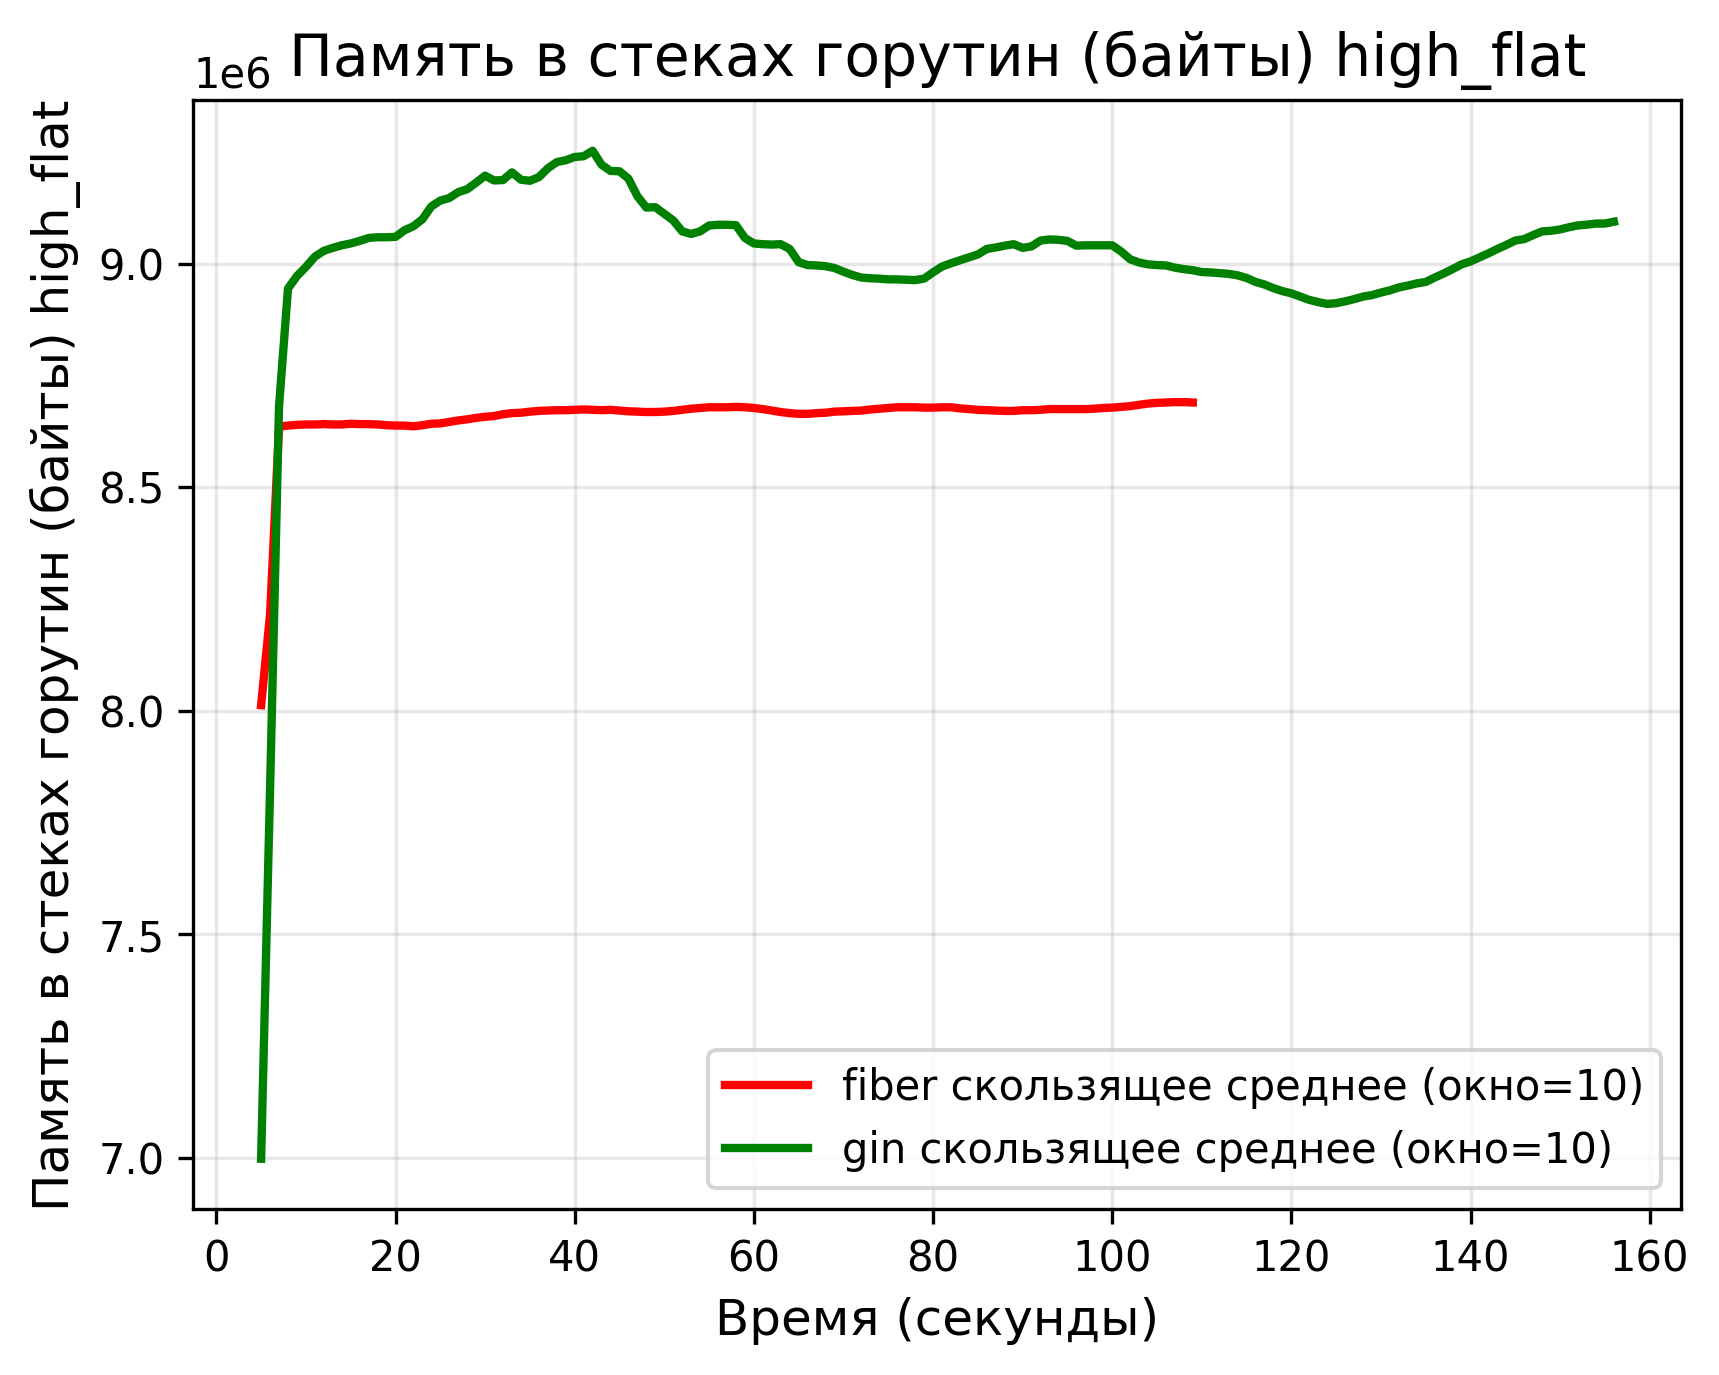 Память в стеках горутин (байты) high_flat
1e6
Память в стеках горутин (байты) high_flat
9.0
8.5
8.0
7.5
7.0
fiber скользящее среднее (окно=10)
gin скользящее среднее (окно=10)
0 20 40 60 80 100 120 140 160
Время (секунды)